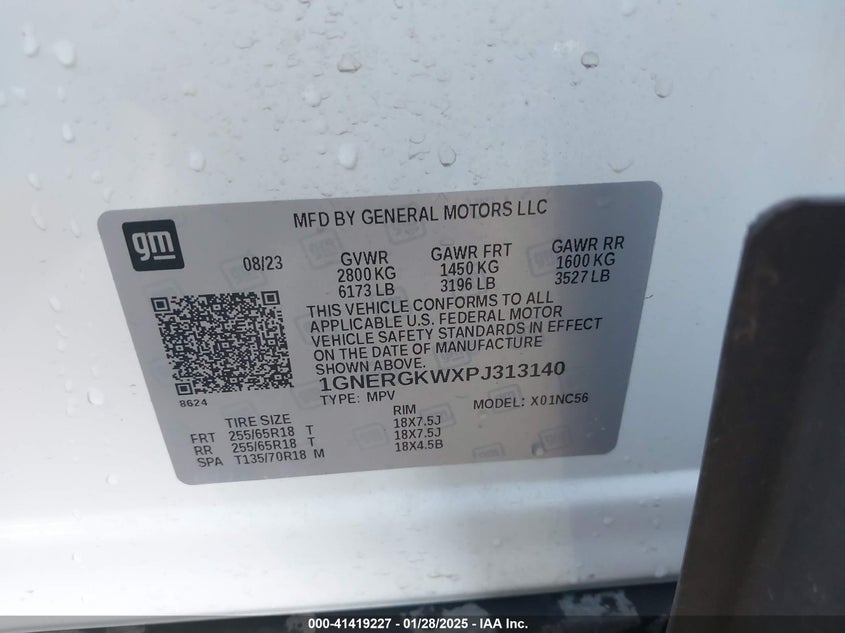 MFD BY GENERAL MOTORS LLC
gm
08/23
GVWR GAWR FRT GAWR RR
2800 KG 1450 KG 1600 KG
6173 LB 3196 LB 3527 LB
THIS VEHICLE CONFORMS TO ALL
APPLICABLE U.S. FEDERAL MOTOR
VEHICLE SAFETY STANDARDS IN EFFECT
ON THE DATE OF MANUFACTURE
SHOWN ABOVE.
1GNERGKWXPJ313140
8624
TYPE: MPV MODEL: X01NC56
TIRE SIZE RIM
FRT 255/65R18 T 18X7.5J
RR 255/65R18 T 18X7.5J
SPA T135/70R18 M 18X4.5B
000-41419227 - 01/28/2025 - IAA Inc.